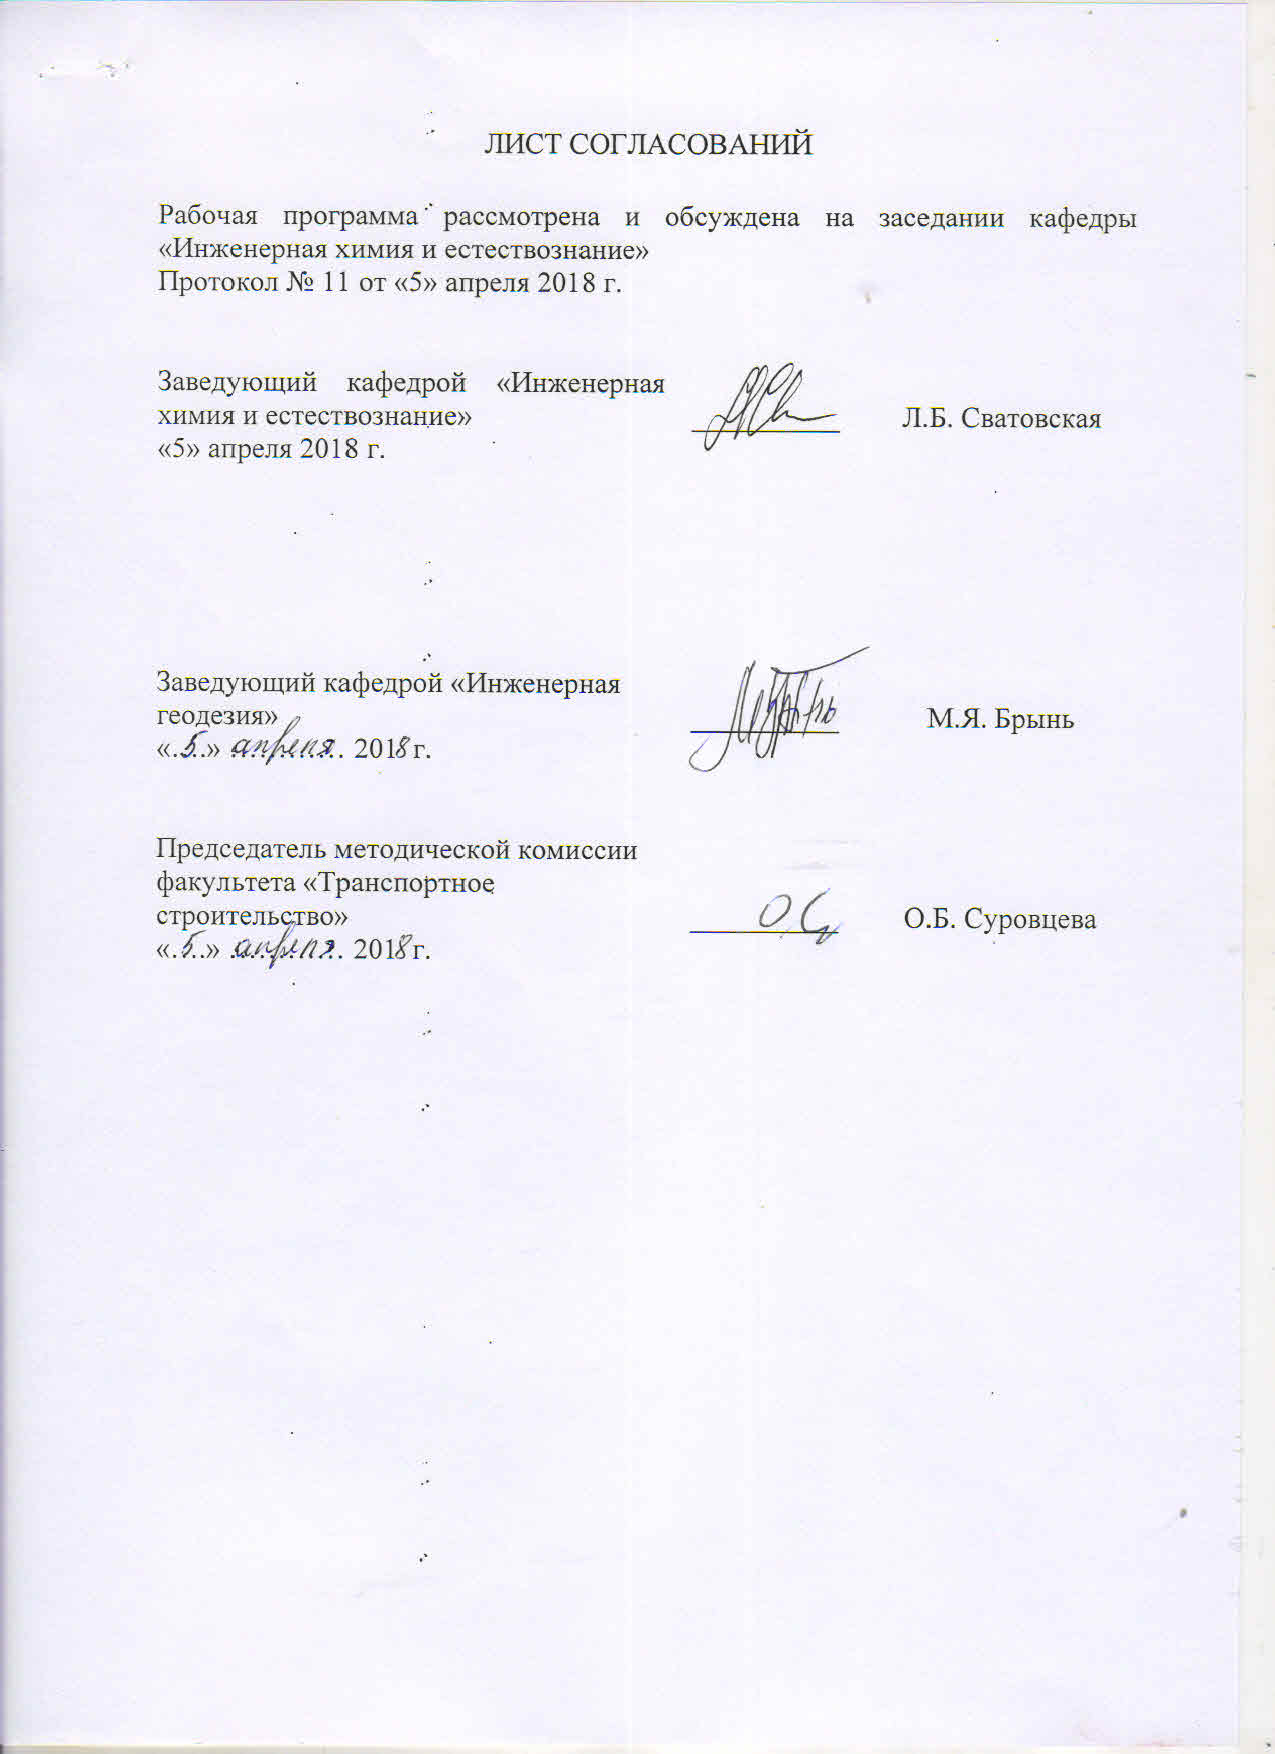 ЛИСТ СОГЛАСОВАНИЙ
Рабочая программа рассмотрена и обсуждена на заседании кафедры
«Инженерная химия и естествознание»
Протокол № 11 от «5» апреля 2018 г.
Заведующий кафедрой «Инженерная
химия и естествознание»
Л.Б. Сватовская
«5» апреля 2018 г.
Заведующий кафедрой «Инженерная
геодезия»
М.Я. Брынь
«5» апреля 2018 г.
Председатель методической комиссии
факультета «Транспортное
строительство»
О.Б. Суровцева
«5» апреля 2018 г.